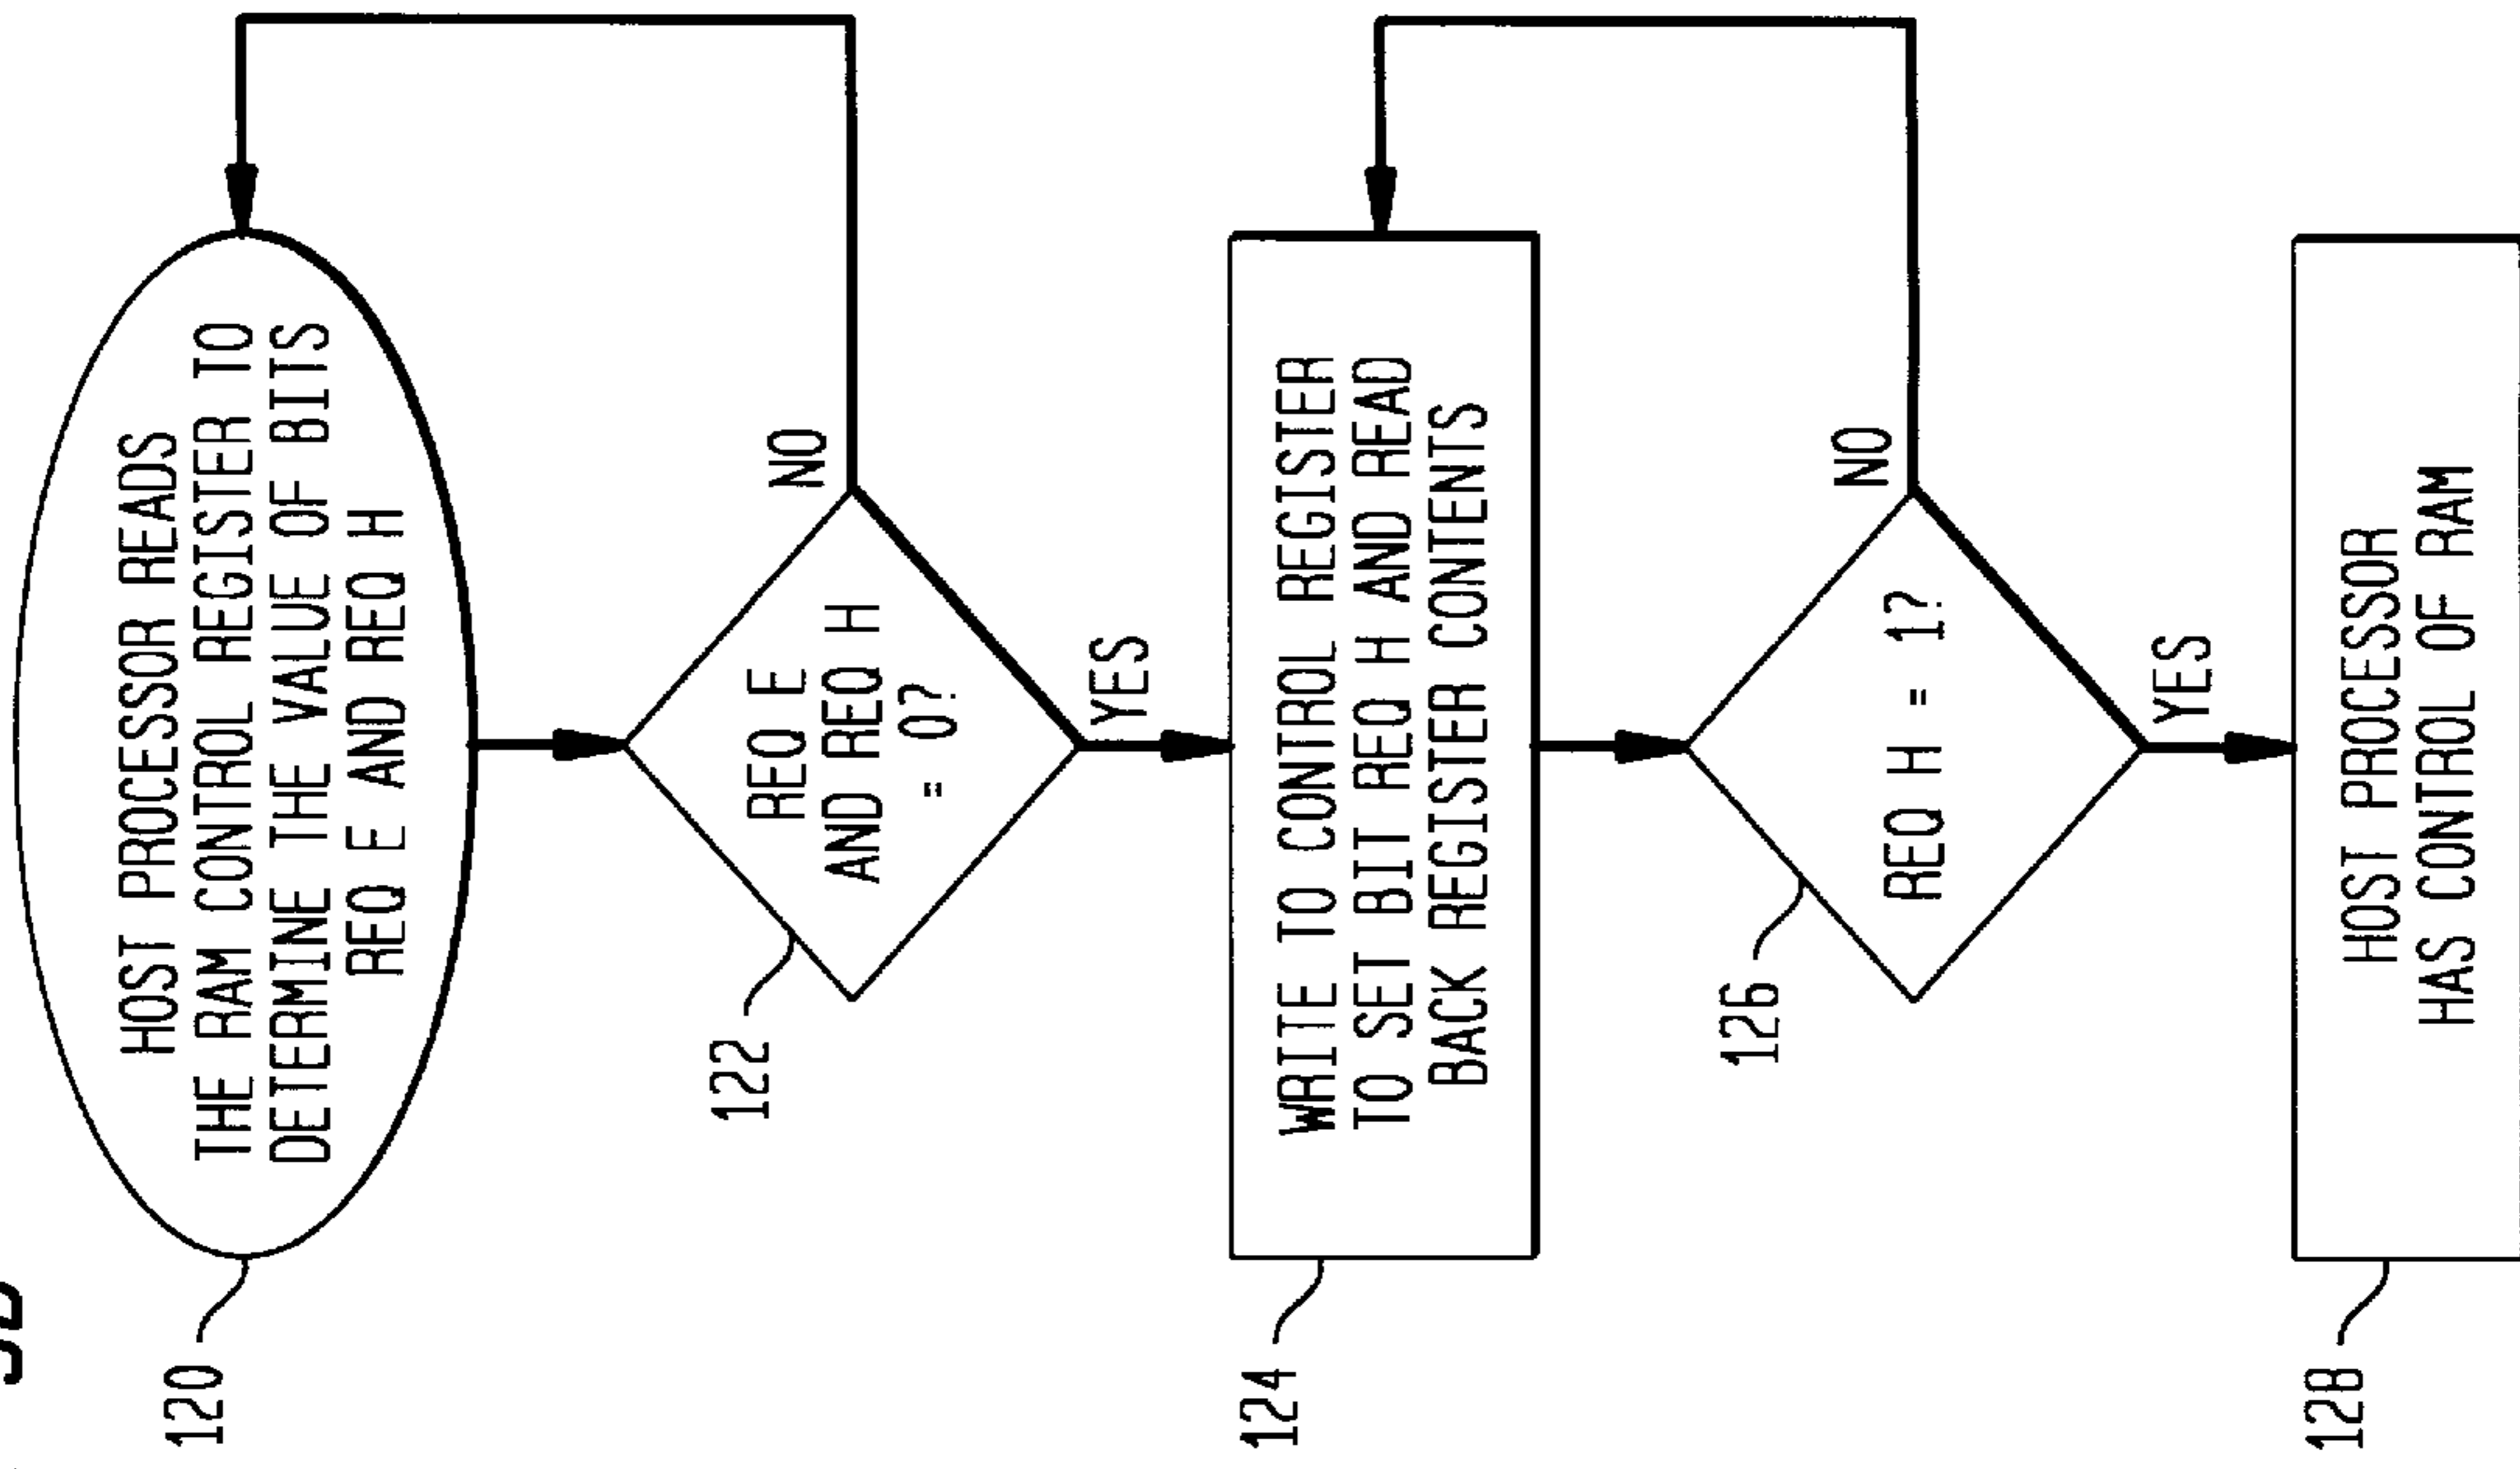 120
HOST PROCESSOR READS
THE RAM CONTROL REGISTER TO
DETERMINE THE VALUE OF BITS
REQ E AND REQ H
122
REQ E
AND REQ H
= 0?
NO
YES
124
WRITE TO CONTROL REGISTER
TO SET BIT REQ H AND READ
BACK REGISTER CONTENTS
126
REQ H = 1?
NO
YES
128
HOST PROCESSOR
HAS CONTROL OF RAM